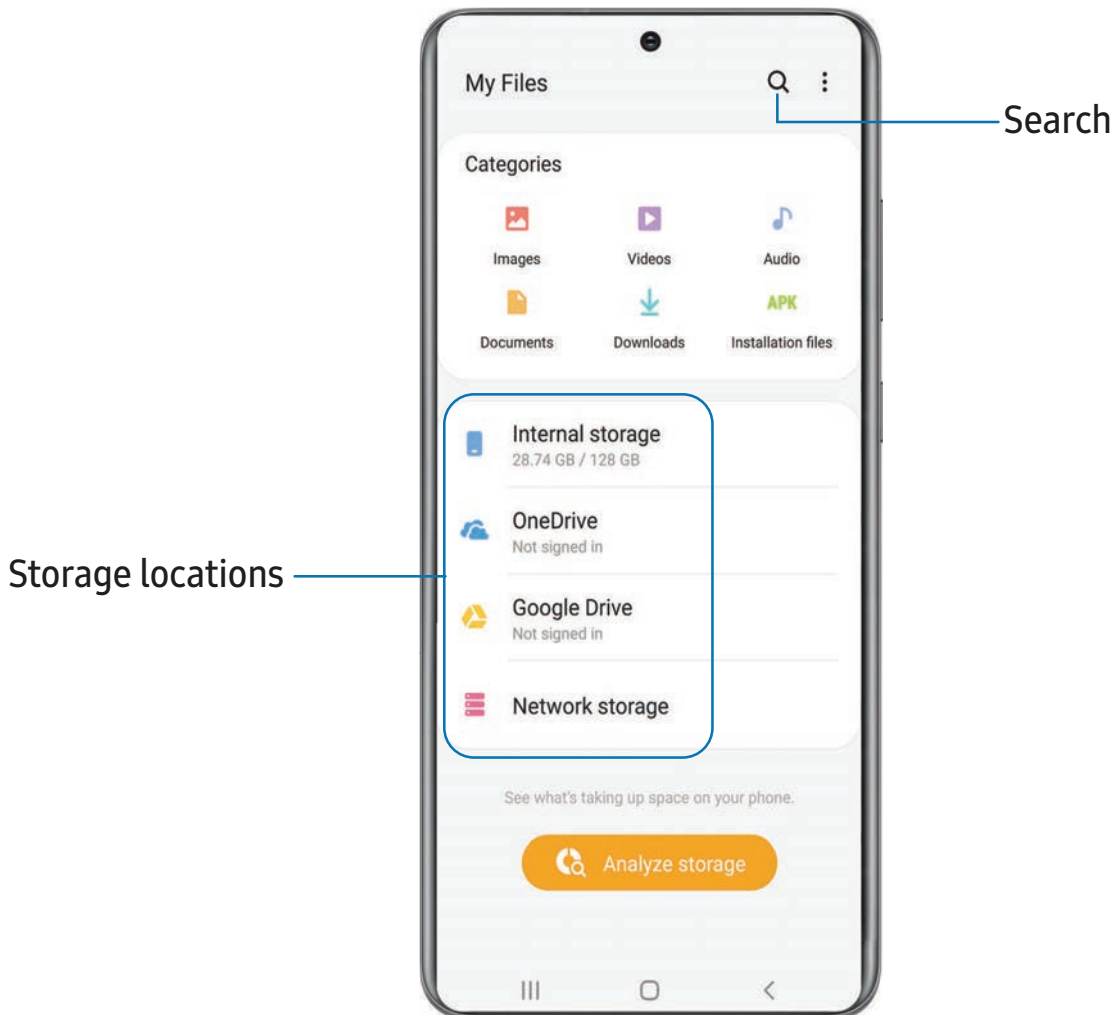 My Files
Search
Categories
Images Videos Audio
APK
Documents Downloads Installation files
Internal storage
28.74 GB / 128 GB
OneDrive
Not signed in
Storage locations
Google Drive
Not signed in
Network storage
See what's taking up space on your phone.
Analyze storage